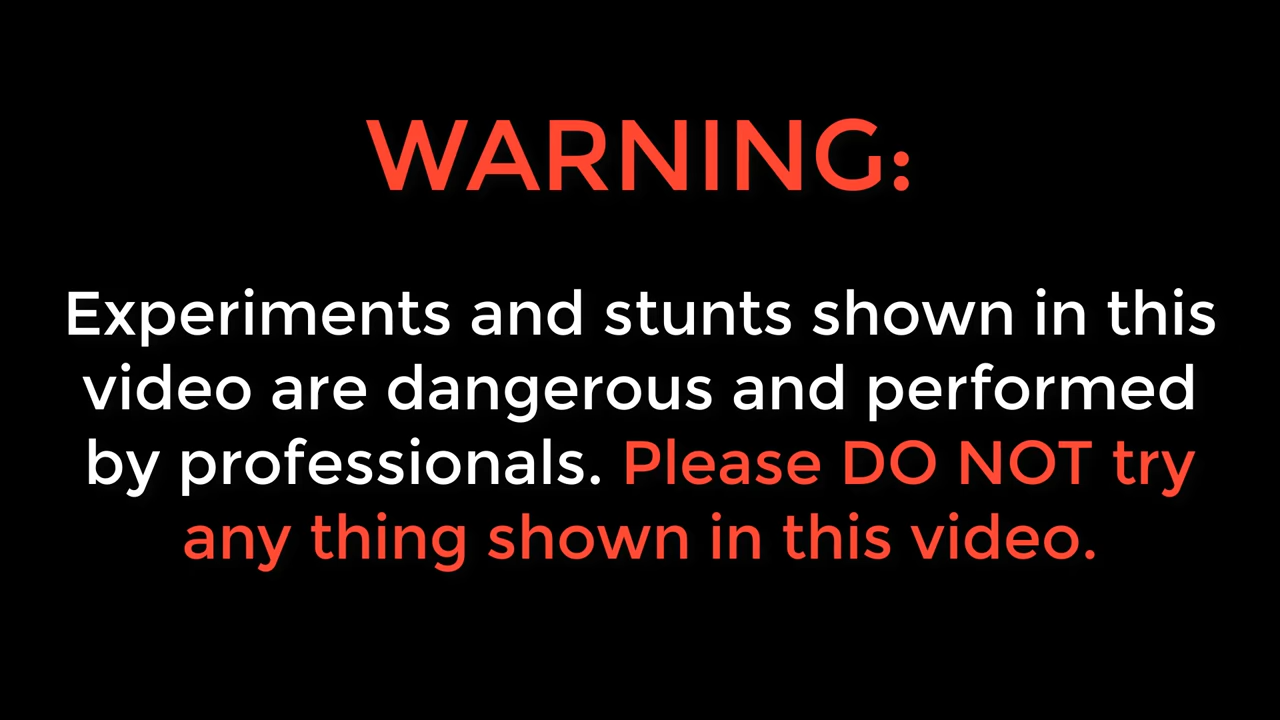 WARNING:
Experiments and stunts shown in this
video are dangerous and performed
by professionals. Please DO NOT try
any thing shown in this video.